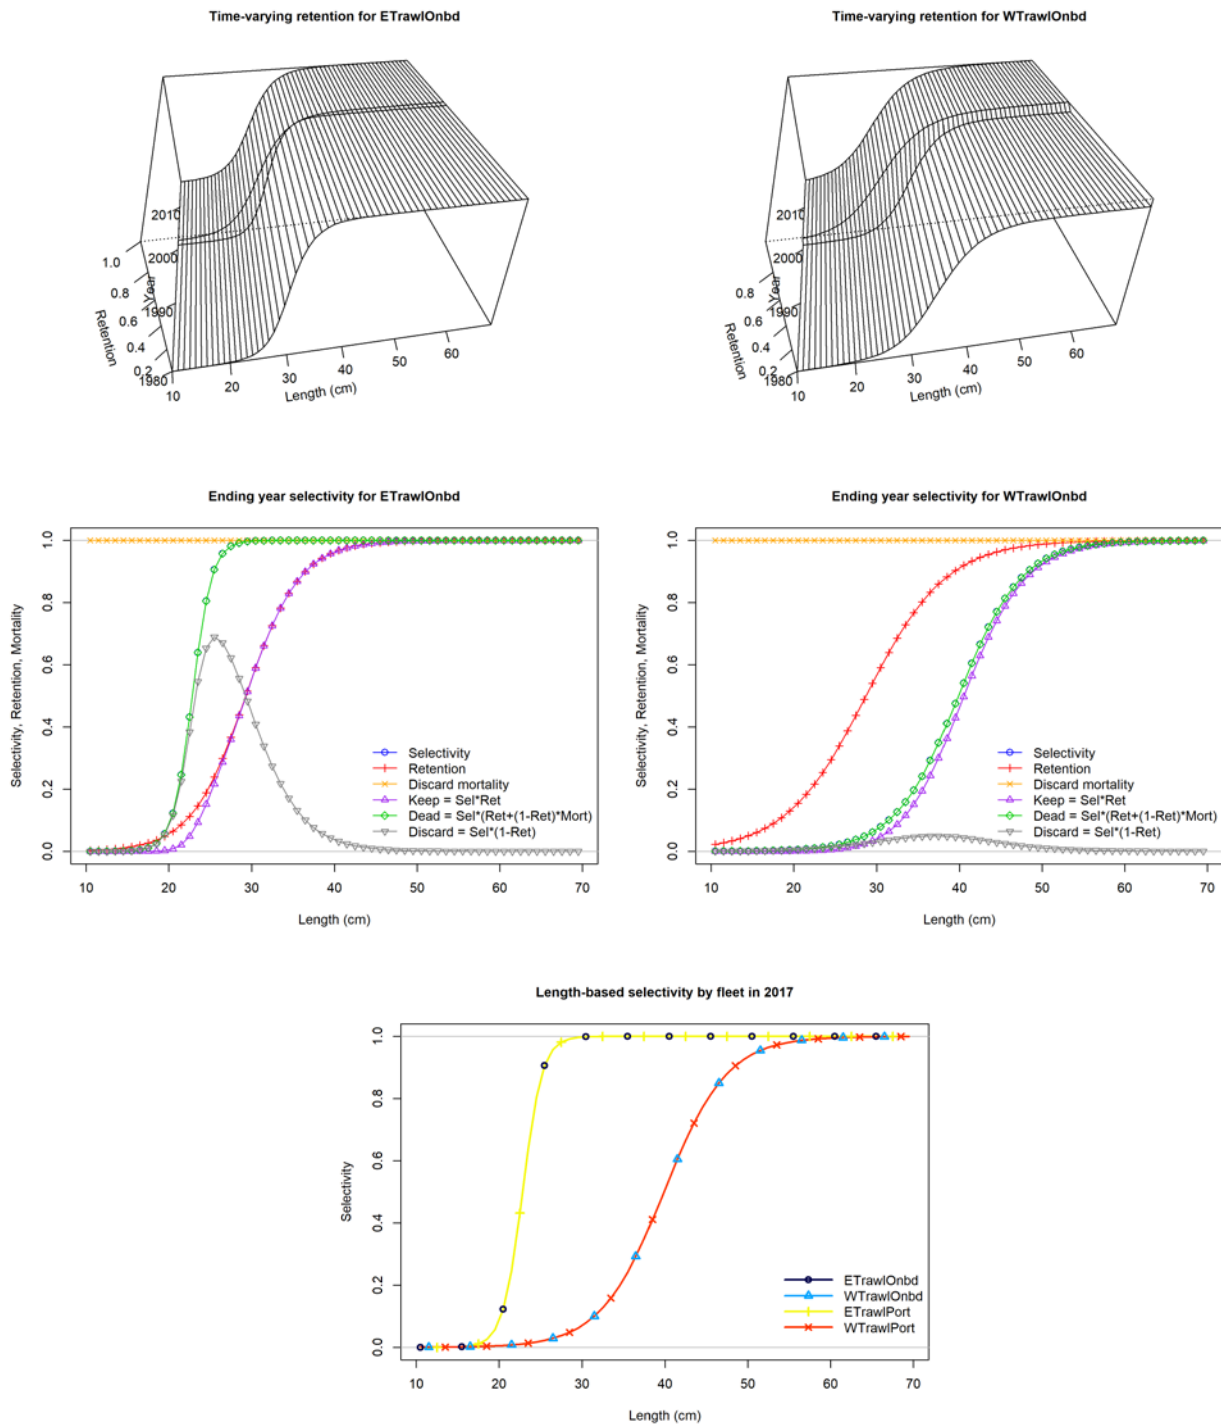 Time-varying retention for ETrawlOnbd
2010
2000
1990
1980
Year
1.0
0.8
0.6
0.4
0.2
Retention
10
20
30
40
50
60
Length (cm)
Time-varying retention for WTrawlOnbd
2010
2000
1990
1980
Year
0.8
0.6
0.4
0.2
Retention
10
20
30
40
50
60
Length (cm)
Ending year selectivity for ETrawlOnbd
Selectivity, Retention, Mortality
1.0
0.8
0.6
0.4
0.2
0.0
Selectivity
Retention
Discard mortality
Keep = Sel*Ret
Dead = Sel*(Ret+(1-Ret)*Mort)
Discard = Sel*(1-Ret)
10 20 30 40 50 60 70
Length (cm)
Ending year selectivity for WTrawlOnbd
Selectivity, Retention, Mortality
1.0
0.8
0.6
0.4
0.2
0.0
Selectivity
Retention
Discard mortality
Keep = Sel*Ret
Dead = Sel*(Ret+(1-Ret)*Mort)
Discard = Sel*(1-Ret)
10 20 30 40 50 60 70
Length (cm)
Length-based selectivity by fleet in 2017
Selectivity
1.0
0.8
0.6
0.4
0.2
0.0
ETrawlOnbd
WTrawlOnbd
ETrawlPort
WTrawlPort
10 20 30 40 50 60 70
Length (cm)